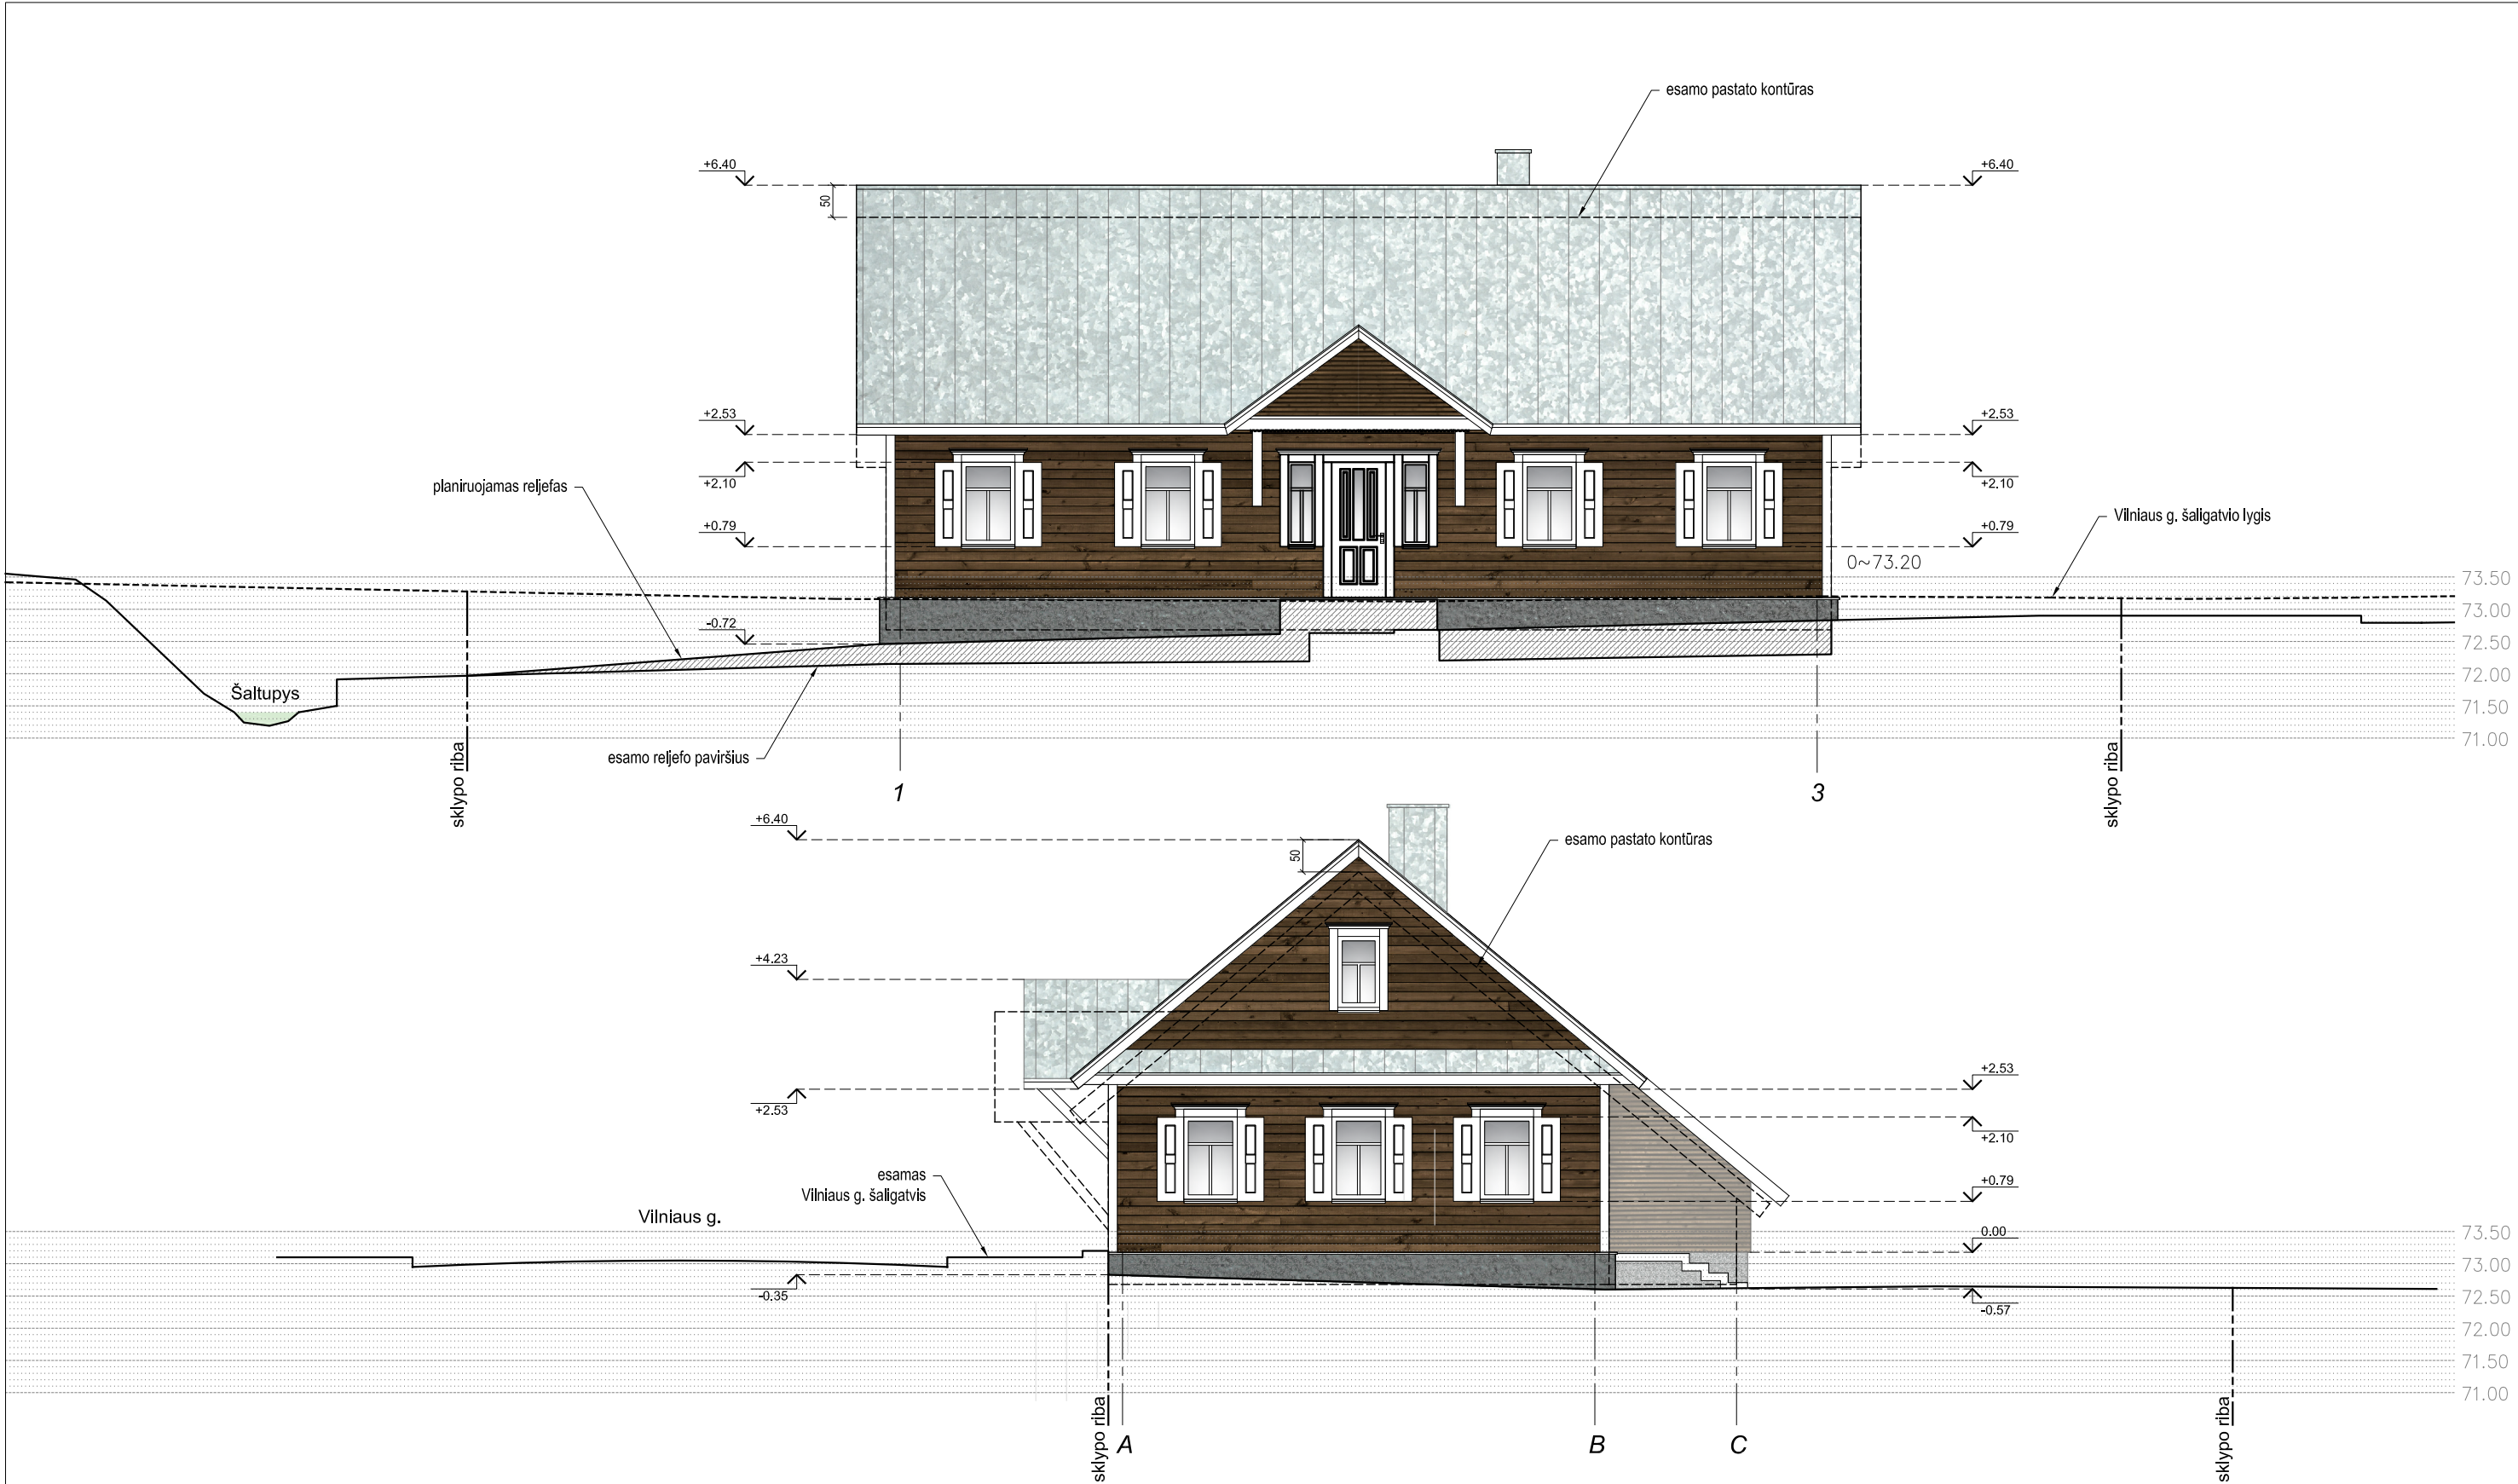 esamo pastato kontūras
+6.40
+6.40
50
+2.53
+2.53
planiruojamas reljefas
+2.10
+2.10
Vilniaus g. šaligatvio lygis
+0.79
+0.79
0~73.20
73.50
73.00
-0.72
72.50
72.00
Šaltupys
71.50
71.00
esamo reljefo paviršius
sklypo riba
1
3
sklypo riba
+6.40
esamo pastato kontūras
50
+4.23
+2.53
+2.53
+2.10
esamas
Vilniaus g. šaligatvis
+0.79
Vilniaus g.
0.00
73.50
73.00
-0.35
-0.57
72.50
72.00
71.50
71.00
sklypo riba
A
B
C
sklypo riba